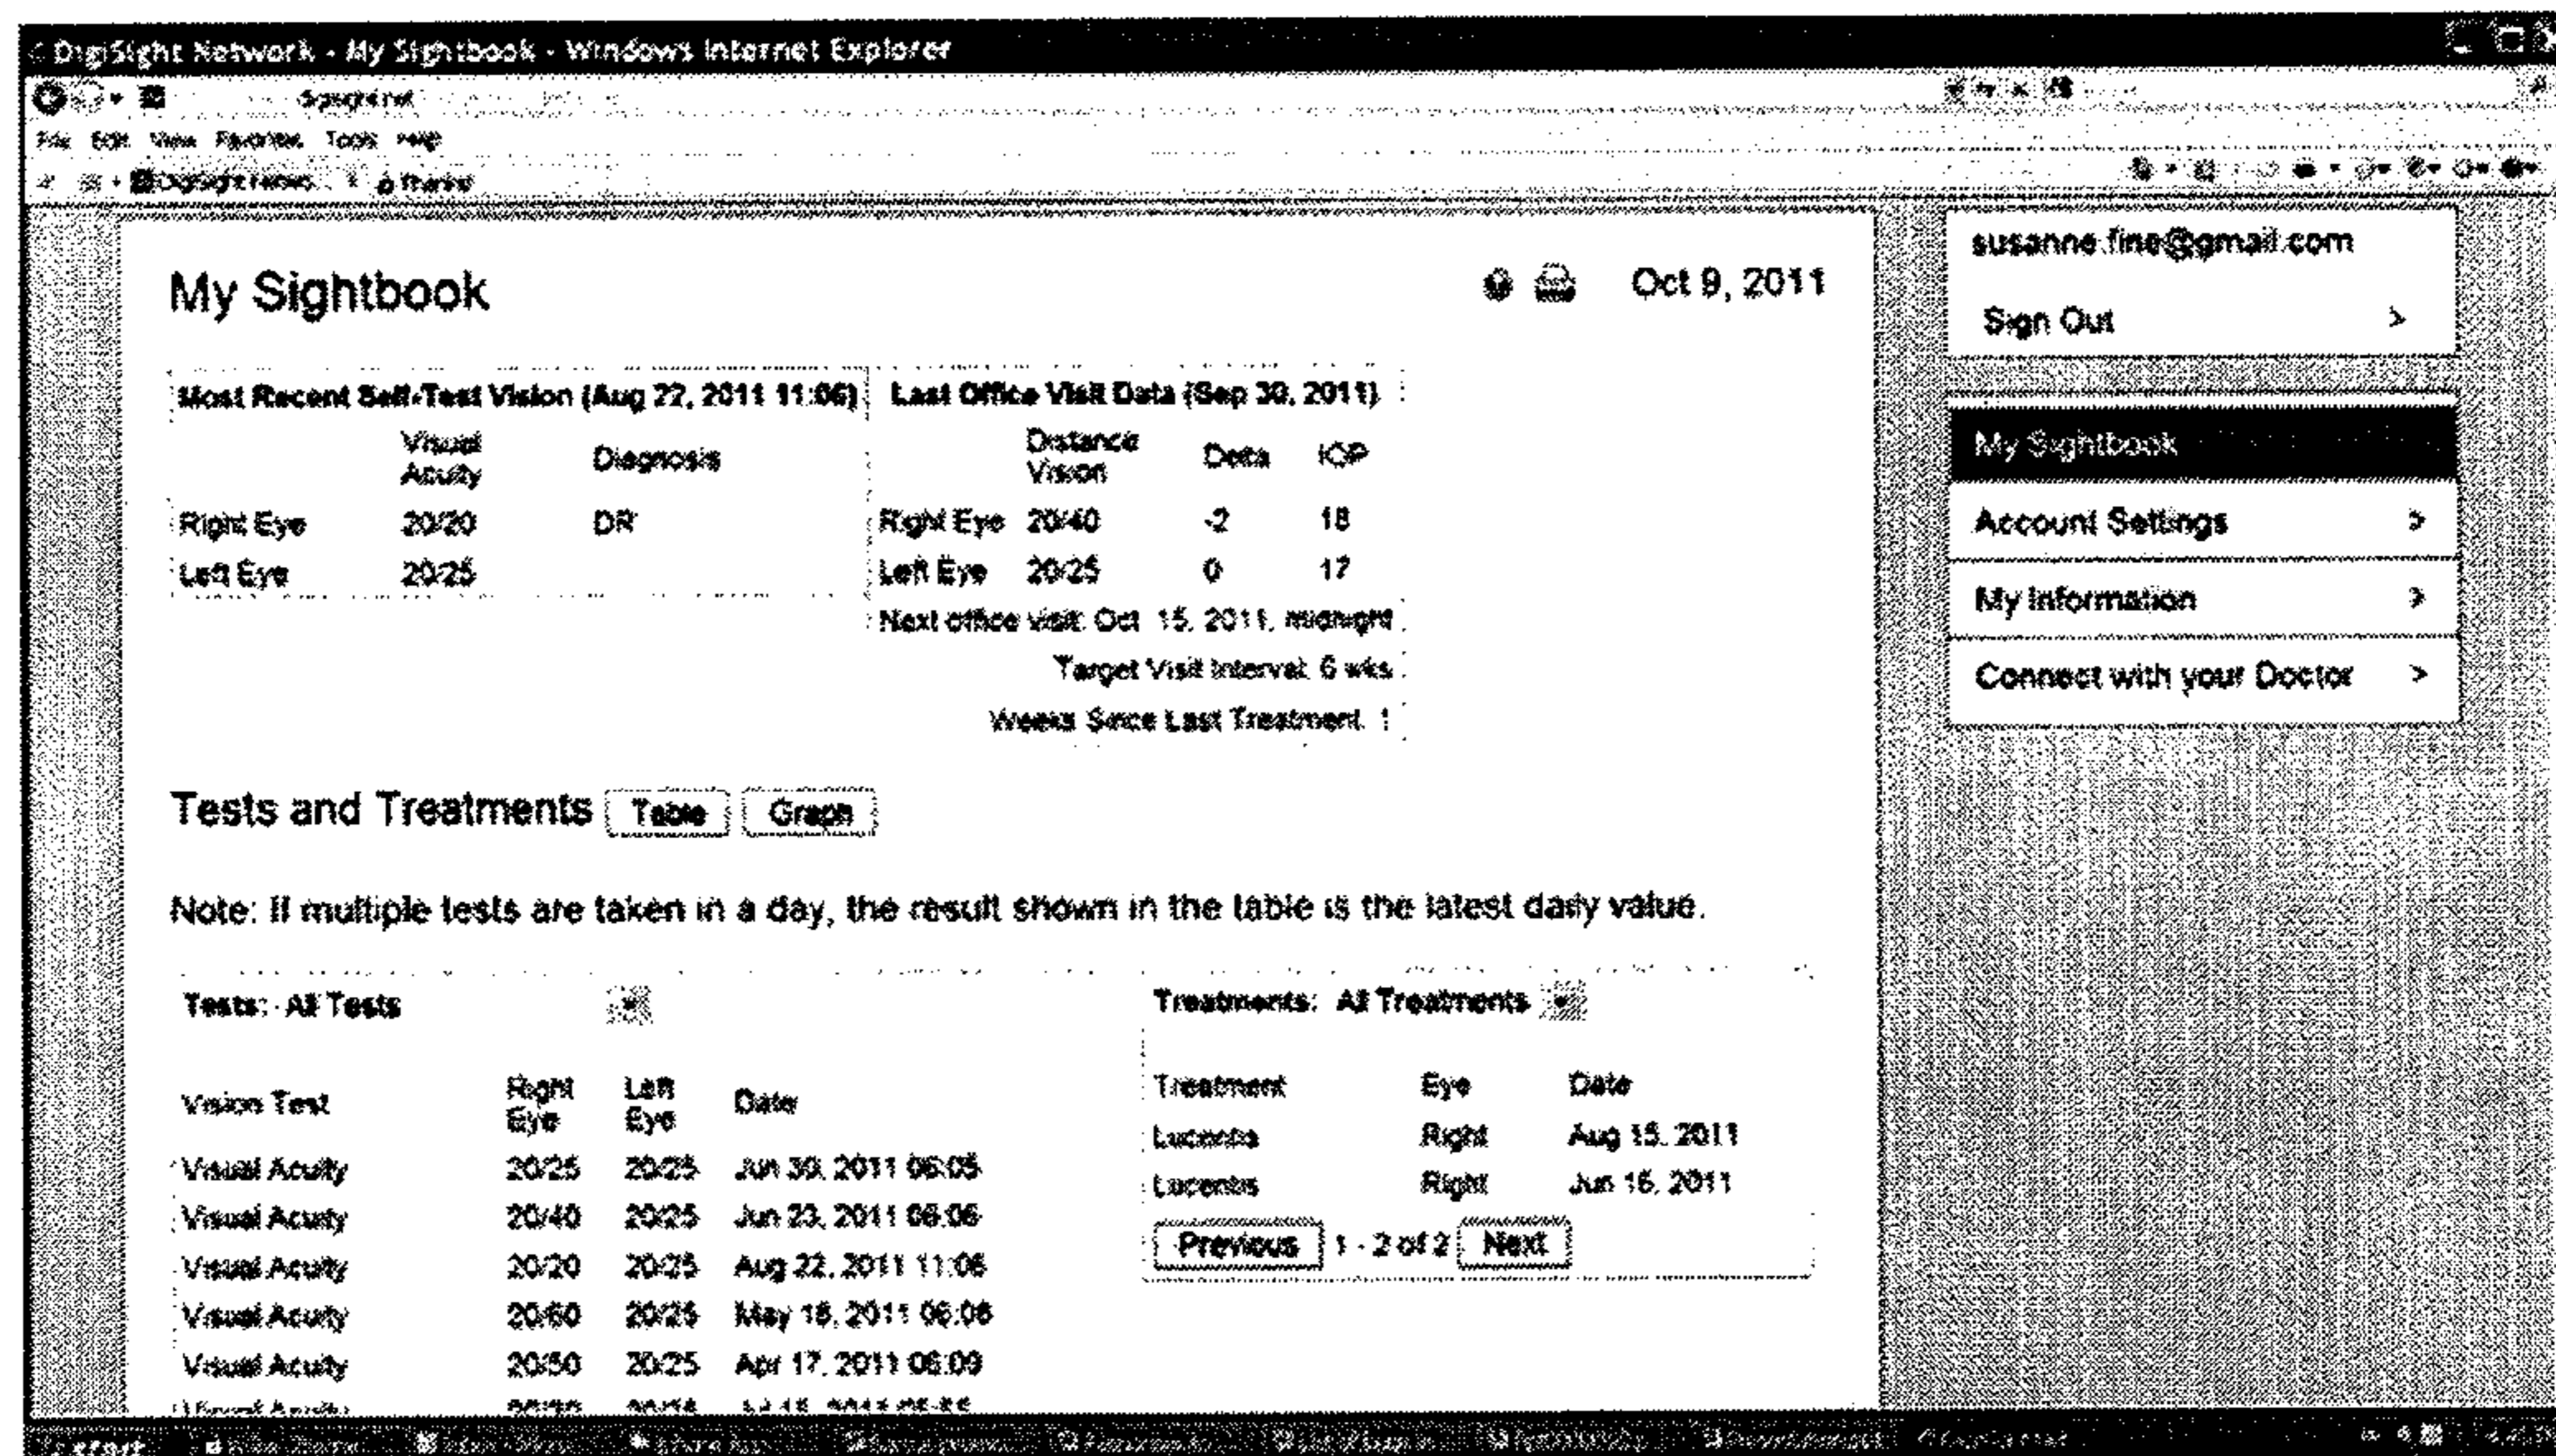 DigiSight Network - My Sightbook - Windows Internet Explorer
File Edit View Favorites Tools Help
My Sightbook Oct 9, 2011
susanne.fine@gmail.com
Sign Out >
My Sightbook
Account Settings >
My Information >
Connect with your Doctor >
Most Recent Self-Test Vision (Aug 22, 2011 11:06)
Visual Acuity Diagnosis
Right Eye 20/20 DR
Left Eye 20/25
Last Office Visit Data (Sep 30, 2011)
Distance Vision Delta IOP
Right Eye 20/40 -2 18
Left Eye 20/25 0 17
Next office visit: Oct 15, 2011, midnight
Target Visit Interval: 6 wks
Weeks Since Last Treatment: 1
Tests and Treatments Table Graph
Note: If multiple tests are taken in a day, the result shown in the table is the latest daily value.
Tests: All Tests
Vision Test Right Eye Left Eye Date
Visual Acuity 20/25 20/25 Jun 30, 2011 06:05
Visual Acuity 20/40 20/25 Jun 23, 2011 06:06
Visual Acuity 20/20 20/25 Aug 22, 2011 11:06
Visual Acuity 20/60 20/25 May 18, 2011 06:08
Visual Acuity 20/50 20/25 Apr 17, 2011 06:09
Treatments: All Treatments
Treatment Eye Date
Lucentis Right Aug 15, 2011
Lucentis Right Jun 16, 2011
Previous 1 - 2 of 2 Next
start